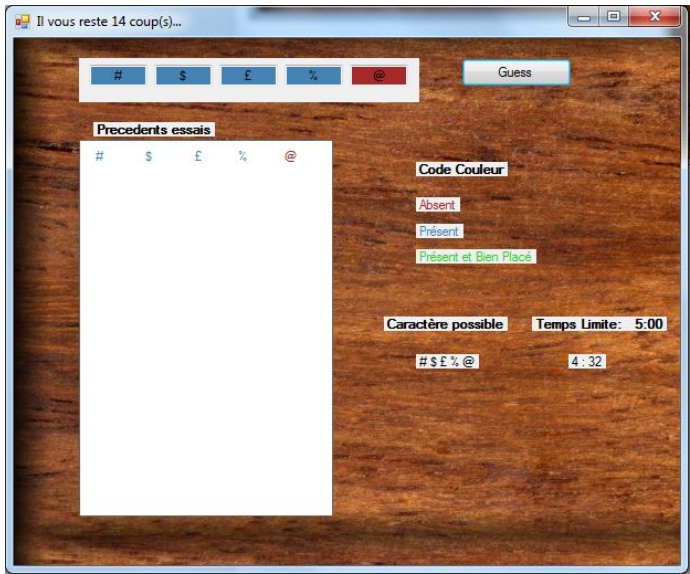 Il vous reste 14 coup(s)...
# $ £ % @
Guess
Precedents essais
# $ £ % @
Code Couleur
Absent
Présent
Présent et Bien Placé
Caractère possible
Temps Limite: 5:00
# $ £ % @
4 : 32